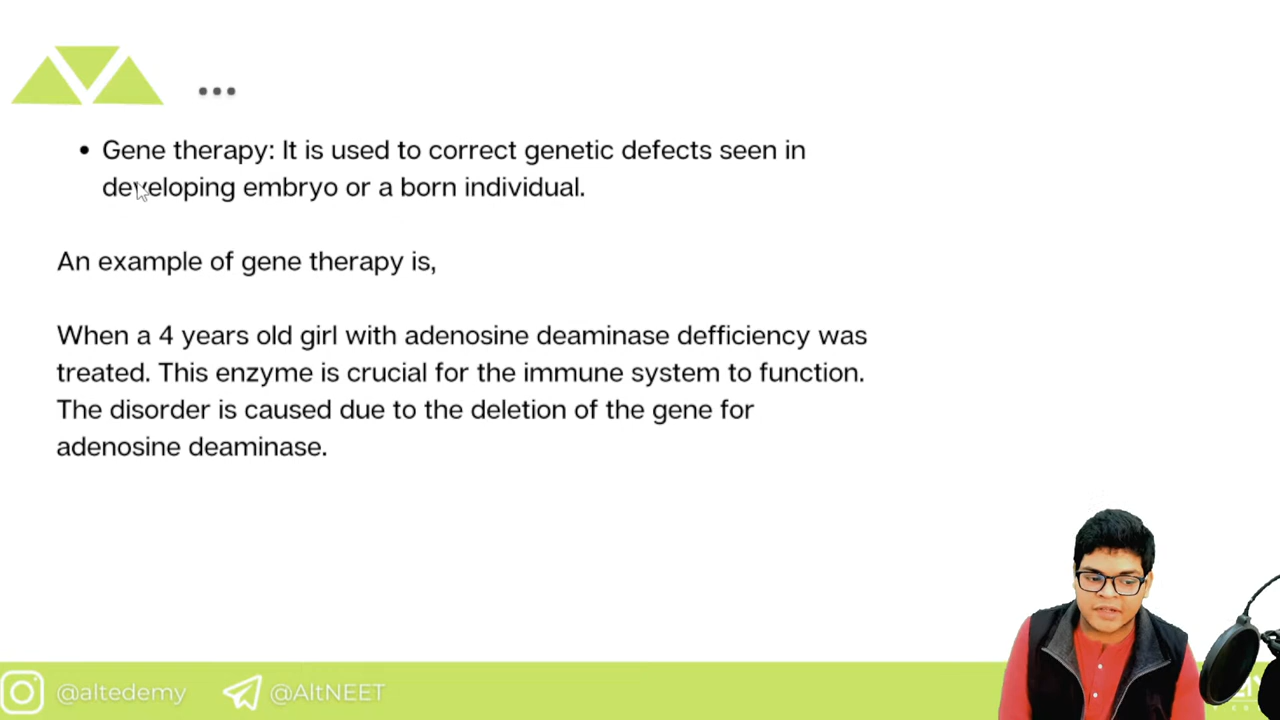 • Gene therapy: It is used to correct genetic defects seen in
developing embryo or a born individual.
An example of gene therapy is,
When a 4 years old girl with adenosine deaminase defficiency was
treated. This enzyme is crucial for the immune system to function.
The disorder is caused due to the deletion of the gene for
adenosine deaminase.
@altedemy @AltNEET